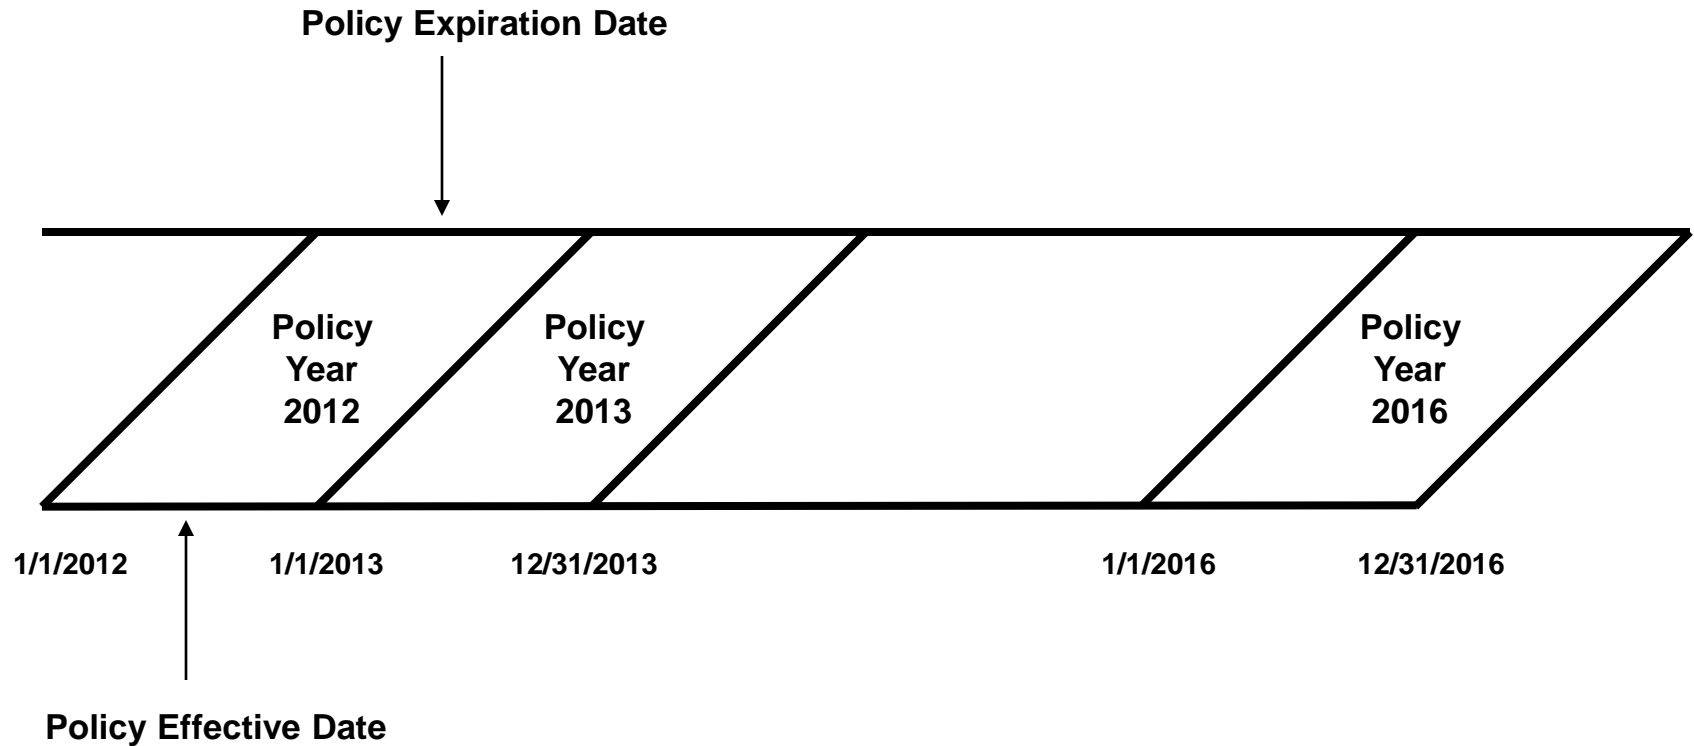 Policy Expiration Date
Policy
Year
2012
Policy
Year
2013
Policy
Year
2016
1/1/2012
1/1/2013
12/31/2013
1/1/2016
12/31/2016
Policy Effective Date